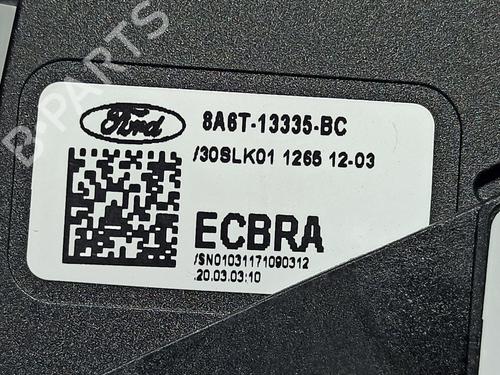 B-PARTS
Ford
8A6T-13335-BC
/30SLK01 1265 12-03
ECBRA
/SN01031171090312
20.03.03:10